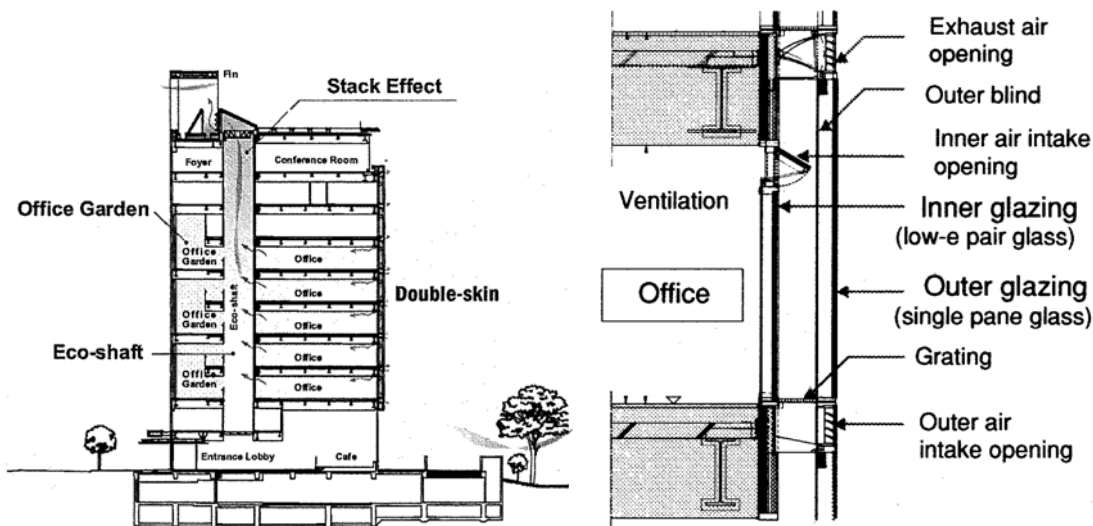 Fin
Stack Effect
Foyer
Conference Room
Office Garden
Office
Garden
Office
Office
Double-skin
Office
Garden
Eco-shaft
Office
Eco-shaft
Office
Office
Garden
Office
Entrance Lobby
Cafe
Exhaust air
opening
Outer blind
Inner air intake
opening
Ventilation
Inner glazing
(low-e pair glass)
Office
Outer glazing
(single pane glass)
Grating
Outer air
intake opening